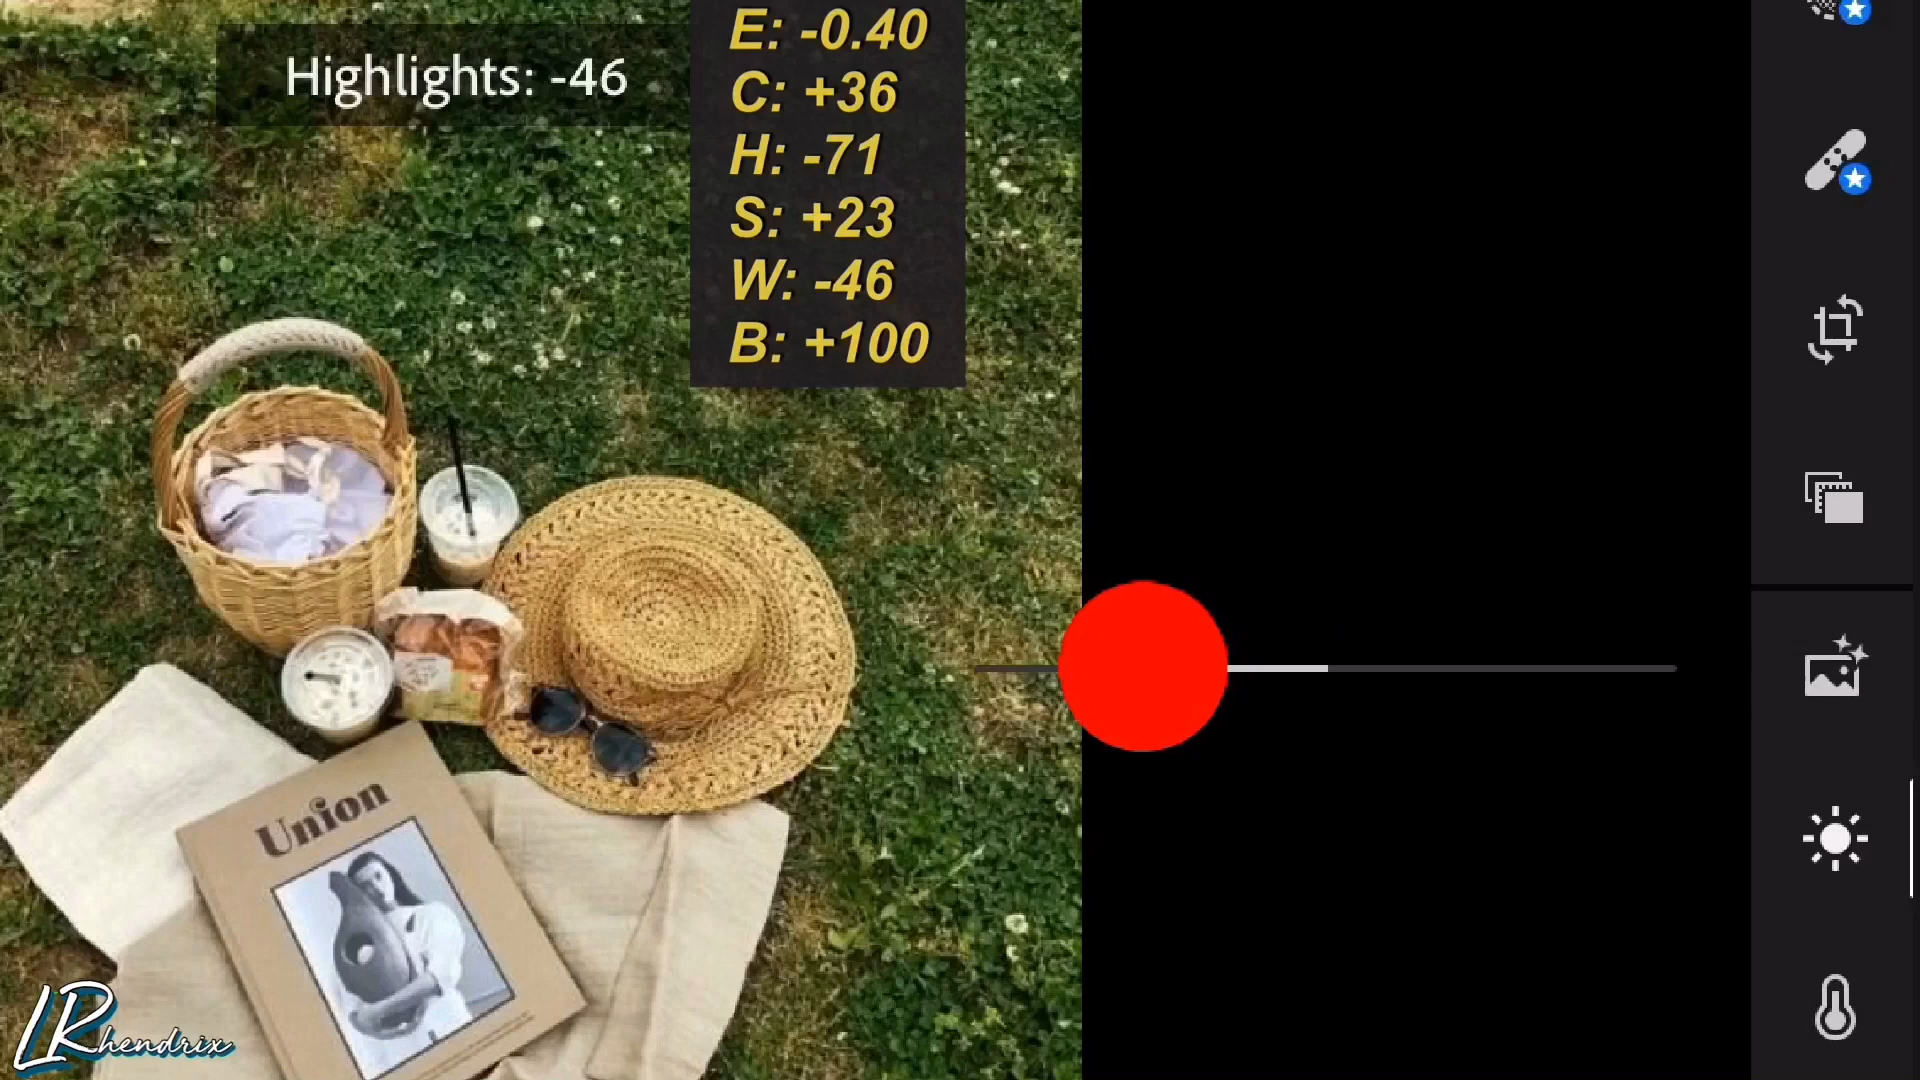 Highlights: -46
E: -0.40
C: +36
H: -71
S: +23
W: -46
B: +100
Union
LRhendrix